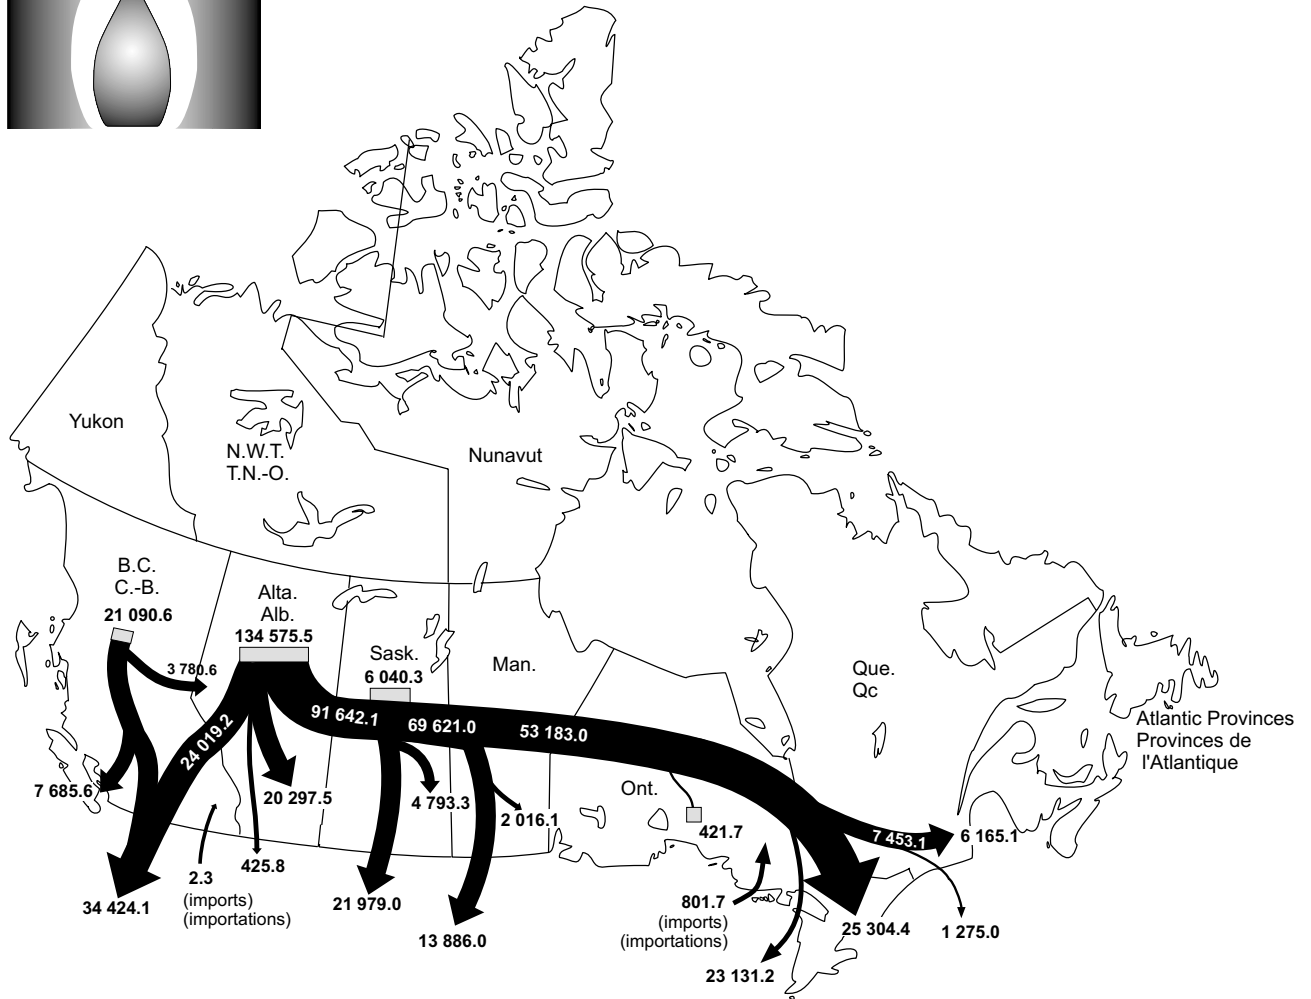 Yukon
N.W.T.
T.N.-O.
Nunavut
B.C.
C.-B.
21 090.6
Alta.
Alb.
134 575.5
Sask.
6 040.3
Man.
Que.
Qc
3 780.6
91 642.1
69 621.0
53 183.0
24 019.2
Atlantic Provinces
Provinces de
l'Atlantique
7 685.6
20 297.5
4 793.3
2 016.1
Ont.
421.7
7 453.1
6 165.1
425.8
2.3
(imports)
(importations)
34 424.1
21 979.0
13 886.0
801.7
(imports)
(importations)
23 131.2
25 304.4
1 275.0